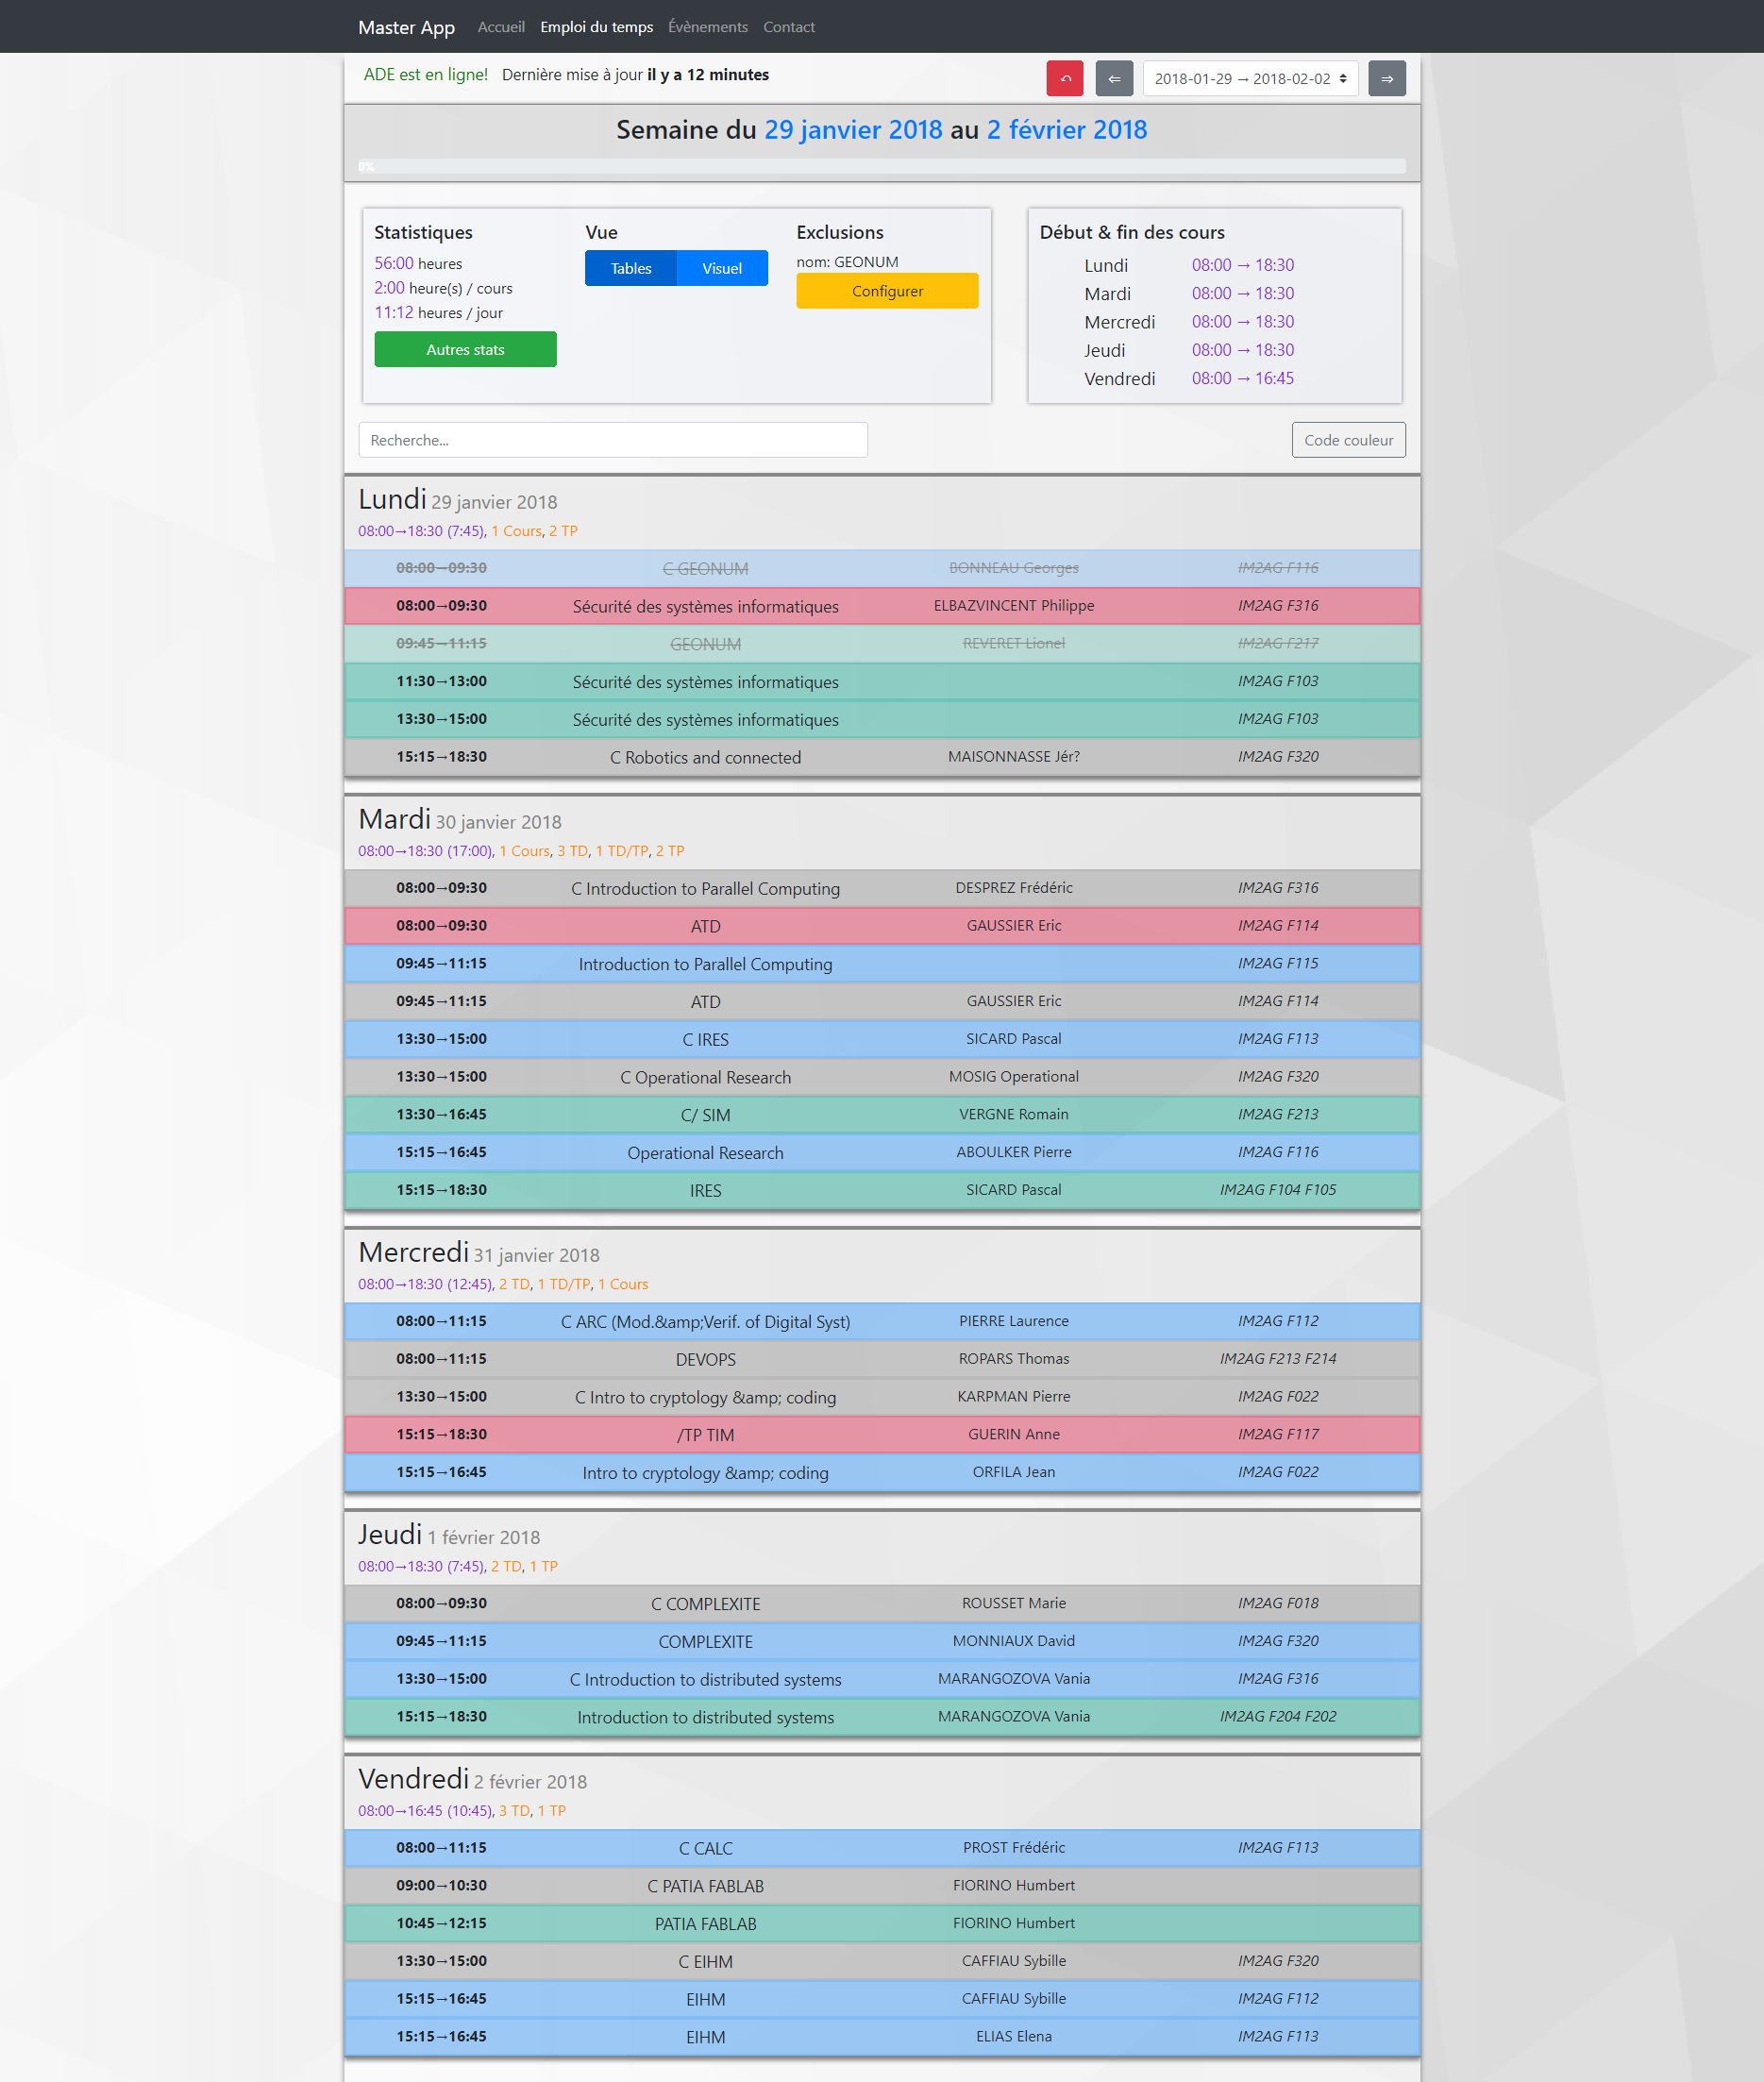 Master App Accueil Emploi du temps Évènements Contact
ADE est en ligne! Dernière mise à jour il y a 12 minutes ⤺ ⇐ 2018-01-29 → 2018-02-02 ⇒
Semaine du 29 janvier 2018 au 2 février 2018
0%
Statistiques
56:00 heures
2:00 heure(s) / cours
11:12 heures / jour
Autres stats
Vue
Tables Visuel
Exclusions
nom: GEONUM
Configurer
Début & fin des cours
Lundi 08:00 → 18:30
Mardi 08:00 → 18:30
Mercredi 08:00 → 18:30
Jeudi 08:00 → 18:30
Vendredi 08:00 → 16:45
Recherche... Code couleur
Lundi 29 janvier 2018
08:00→18:30 (7:45), 1 Cours, 2 TP
08:00→09:30 C GEONUM BONNEAU Georges IM2AG F116
08:00→09:30 Sécurité des systèmes informatiques ELBAZVINCENT Philippe IM2AG F316
09:45→11:15 GEONUM REVERET Lionel IM2AG F217
11:30→13:00 Sécurité des systèmes informatiques IM2AG F103
13:30→15:00 Sécurité des systèmes informatiques IM2AG F103
15:15→18:30 C Robotics and connected MAISONNASSE Jér? IM2AG F320
Mardi 30 janvier 2018
08:00→18:30 (17:00), 1 Cours, 3 TD, 1 TD/TP, 2 TP
08:00→09:30 C Introduction to Parallel Computing DESPREZ Frédéric IM2AG F316
08:00→09:30 ATD GAUSSIER Eric IM2AG F114
09:45→11:15 Introduction to Parallel Computing IM2AG F115
09:45→11:15 ATD GAUSSIER Eric IM2AG F114
13:30→15:00 C IRES SICARD Pascal IM2AG F113
13:30→15:00 C Operational Research MOSIG Operational IM2AG F320
13:30→16:45 C/ SIM VERGNE Romain IM2AG F213
15:15→16:45 Operational Research ABOULKER Pierre IM2AG F116
15:15→18:30 IRES SICARD Pascal IM2AG F104 F105
Mercredi 31 janvier 2018
08:00→18:30 (12:45), 2 TD, 1 TD/TP, 1 Cours
08:00→11:15 C ARC (Mod.&amp;Verif. of Digital Syst) PIERRE Laurence IM2AG F112
08:00→11:15 DEVOPS ROPARS Thomas IM2AG F213 F214
13:30→15:00 C Intro to cryptology &amp; coding KARPMAN Pierre IM2AG F022
15:15→18:30 /TP TIM GUERIN Anne IM2AG F117
15:15→16:45 Intro to cryptology &amp; coding ORFILA Jean IM2AG F022
Jeudi 1 février 2018
08:00→18:30 (7:45), 2 TD, 1 TP
08:00→09:30 C COMPLEXITE ROUSSET Marie IM2AG F018
09:45→11:15 COMPLEXITE MONNIAUX David IM2AG F320
13:30→15:00 C Introduction to distributed systems MARANGOZOVA Vania IM2AG F316
15:15→18:30 Introduction to distributed systems MARANGOZOVA Vania IM2AG F204 F202
Vendredi 2 février 2018
08:00→16:45 (10:45), 3 TD, 1 TP
08:00→11:15 C CALC PROST Frédéric IM2AG F113
09:00→10:30 C PATIA FABLAB FIORINO Humbert
10:45→12:15 PATIA FABLAB FIORINO Humbert
13:30→15:00 C EIHM CAFFIAU Sybille IM2AG F320
15:15→16:45 EIHM CAFFIAU Sybille IM2AG F112
15:15→16:45 EIHM ELIAS Elena IM2AG F113